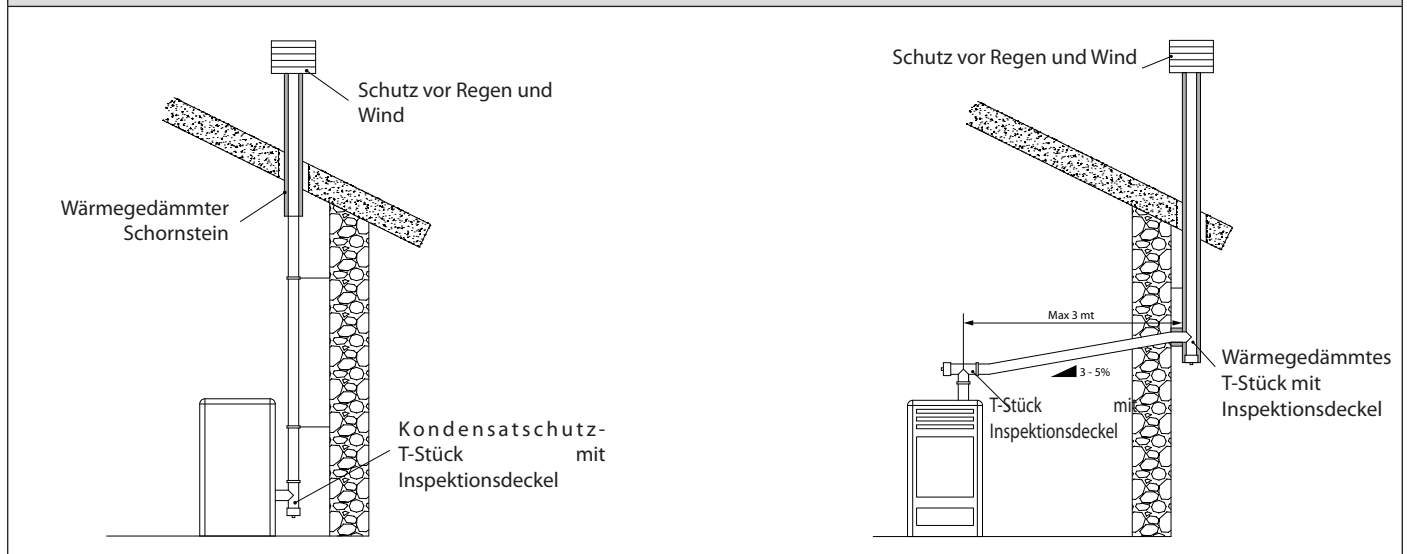 Schutz vor Regen und
Wind
Wärmegedämmter
Schornstein
Kondensatschutz-
T-Stück mit
Inspektionsdeckel
Schutz vor Regen und Wind
Max 3 mt
3 - 5%
T-Stück mit
Inspektionsdeckel
Wärmegedämmtes
T-Stück mit
Inspektionsdeckel